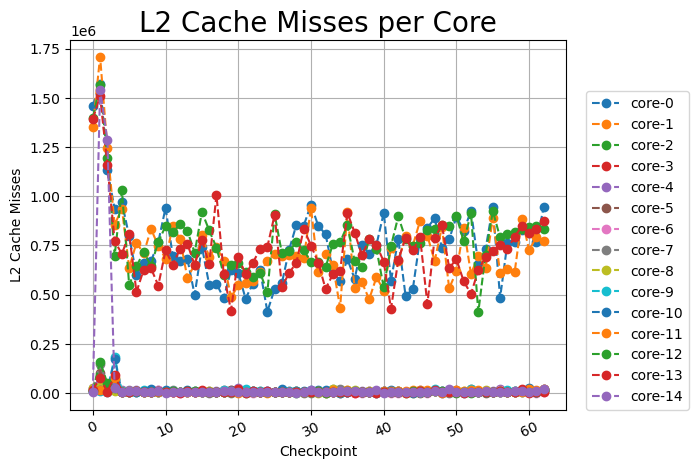 L2 Cache Misses per Core
1e6
1.75
1.50
1.25
1.00
0.75
0.50
0.25
0.00
L2 Cache Misses
0 10 20 30 40 50 60
Checkpoint
core-0
core-1
core-2
core-3
core-4
core-5
core-6
core-7
core-8
core-9
core-10
core-11
core-12
core-13
core-14